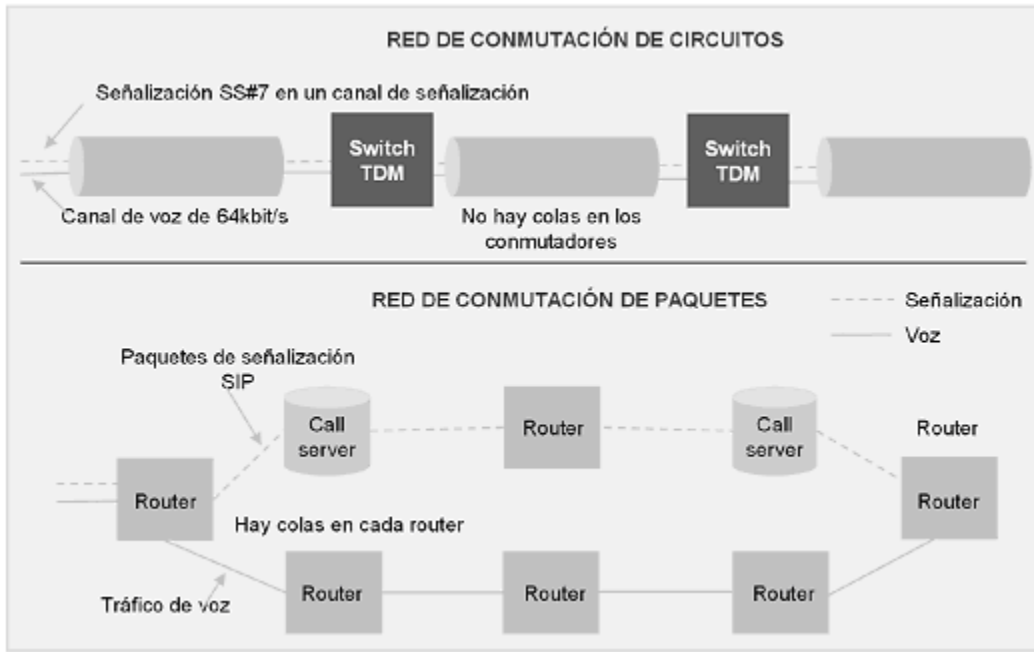 RED DE CONMUTACIÓN DE CIRCUITOS
Señalización SS#7 en un canal de señalización
Switch
TDM
Switch
TDM
Canal de voz de 64kbit/s
No hay colas en los
conmutadores
RED DE CONMUTACIÓN DE PAQUETES
Señalización
Voz
Paquetes de señalización
SIP
Call
server
Router
Call
server
Router
Router
Router
Hay colas en cada router
Router
Router
Router
Tráfico de voz